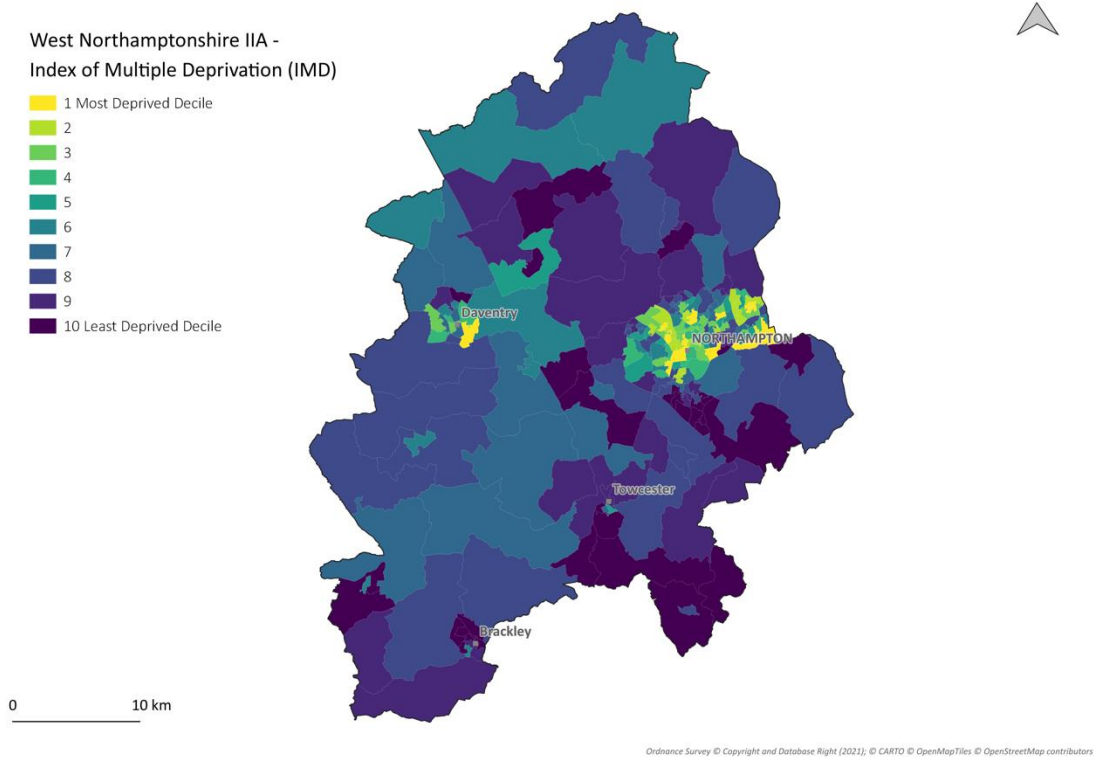 West Northamptonshire IIA -
Index of Multiple Deprivation (IMD)
1 Most Deprived Decile
2
3
4
5
6
7
8
9
10 Least Deprived Decile
Daventry
NORTHAMPTON
Towcester
Brackley
0 10 km
Ordnance Survey © Copyright and Database Right (2021); © CARTO © OpenMapTiles © OpenStreetMap contributors